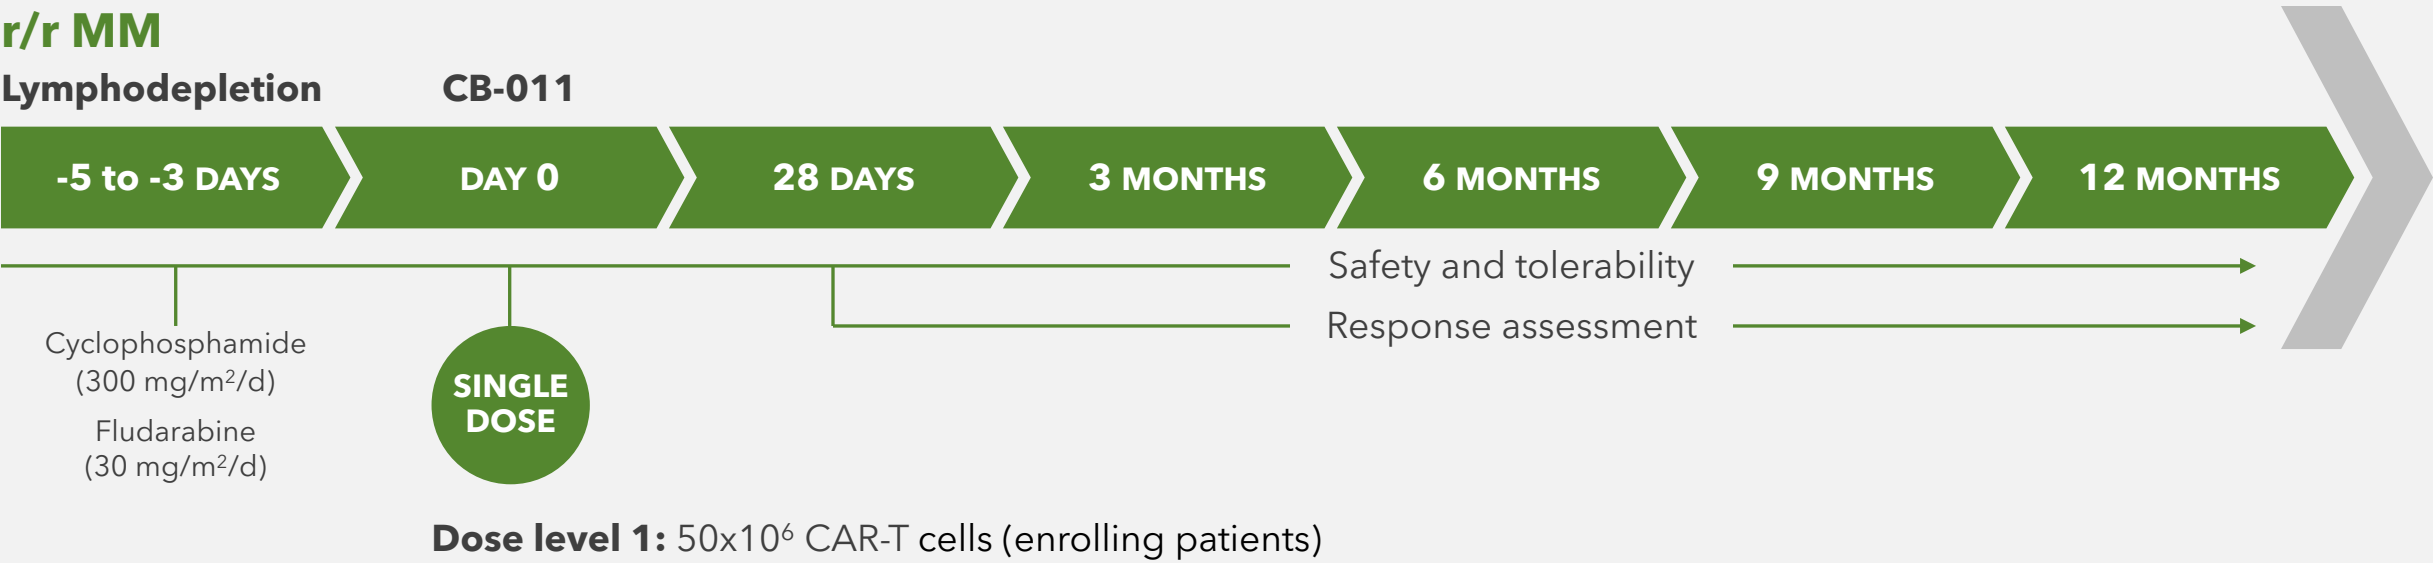 r/r MM
Lymphodepletion
CB-011
-5 to -3 DAYS
DAY 0
28 DAYS
3 MONTHS
6 MONTHS
9 MONTHS
12 MONTHS
Safety and tolerability
Response assessment
Cyclophosphamide
(300 mg/m²/d)
Fludarabine
(30 mg/m²/d)
SINGLE
DOSE
Dose level 1: 50x10⁶ CAR-T cells (enrolling patients)